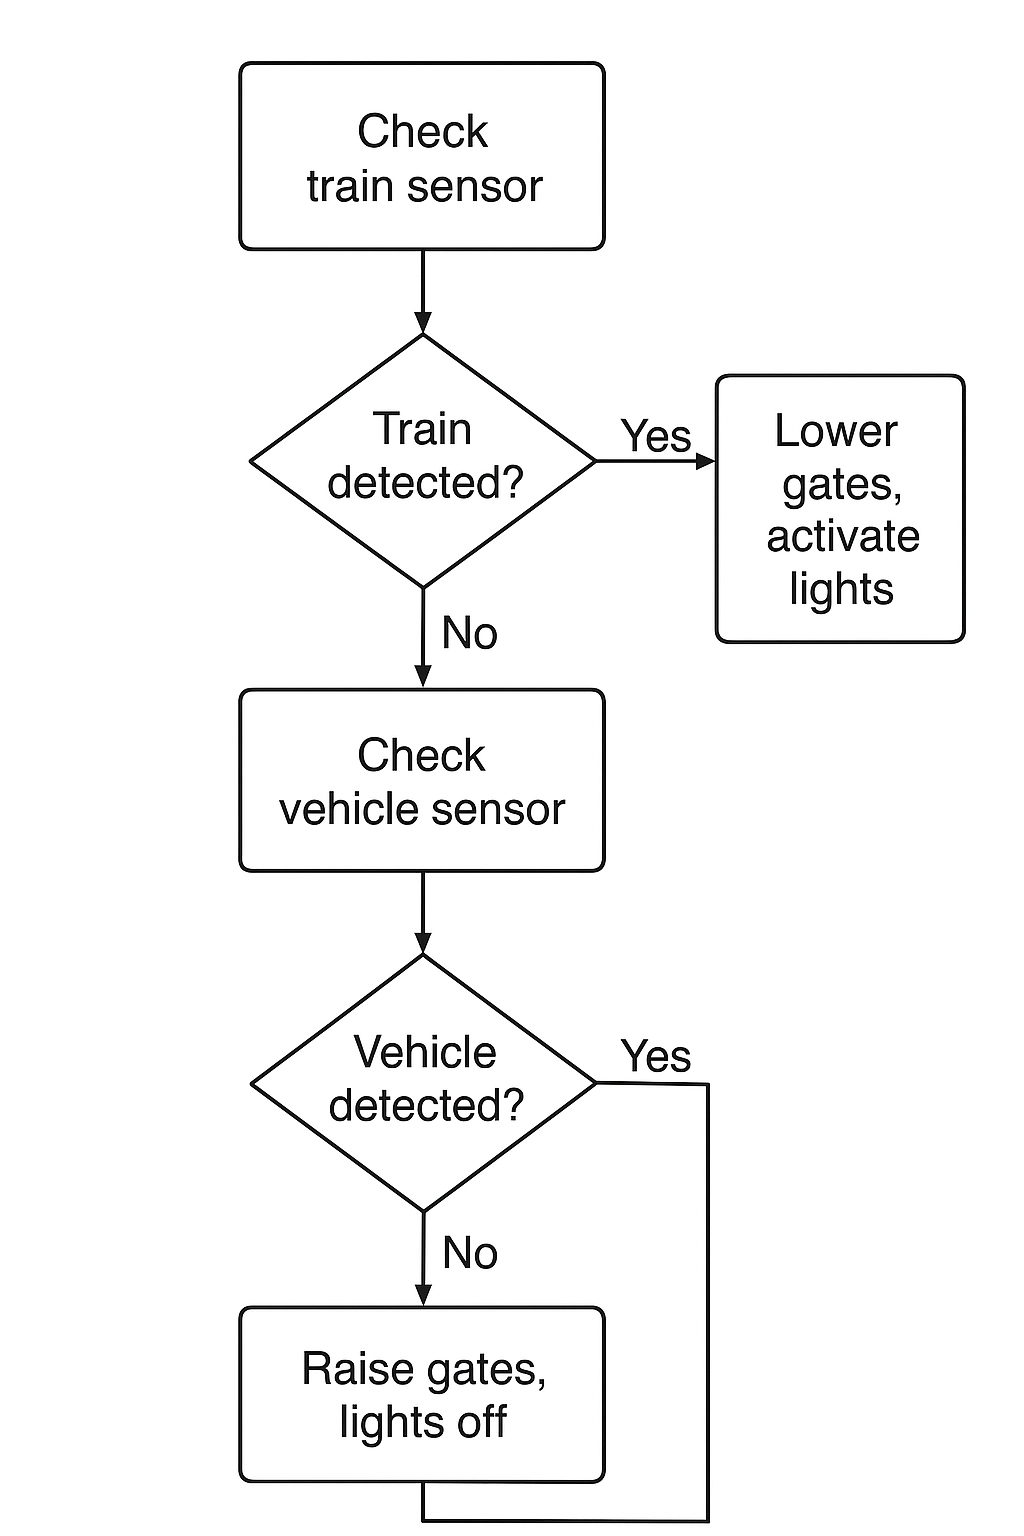 Check
train sensor
Train
detected?
Yes
Lower
gates,
activate
lights
No
Check
vehicle sensor
Vehicle
detected?
Yes
No
Raise gates,
lights off